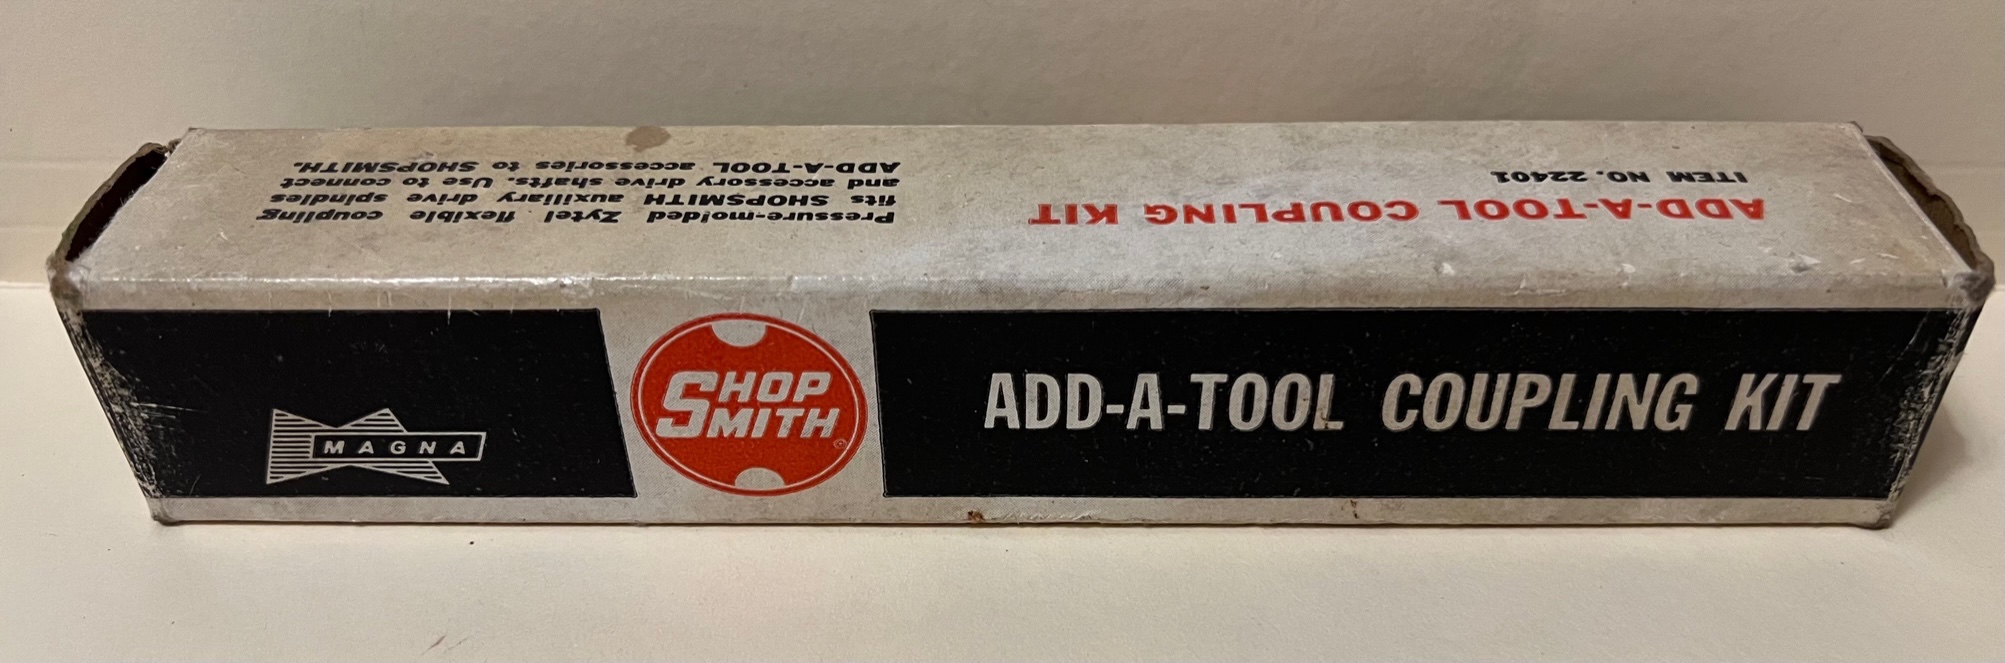 ADD-A-TOOL COUPLING KIT
ITEM NO. 22401
Pressure-molded Zytel flexible coupling
fits SHOPSMITH auxiliary drive spindles
and accessory drive shafts. Use to connect
ADD-A-TOOL accessories to SHOPSMITH.
MAGNA
SHOP
SMITH®
ADD-A-TOOL COUPLING KIT